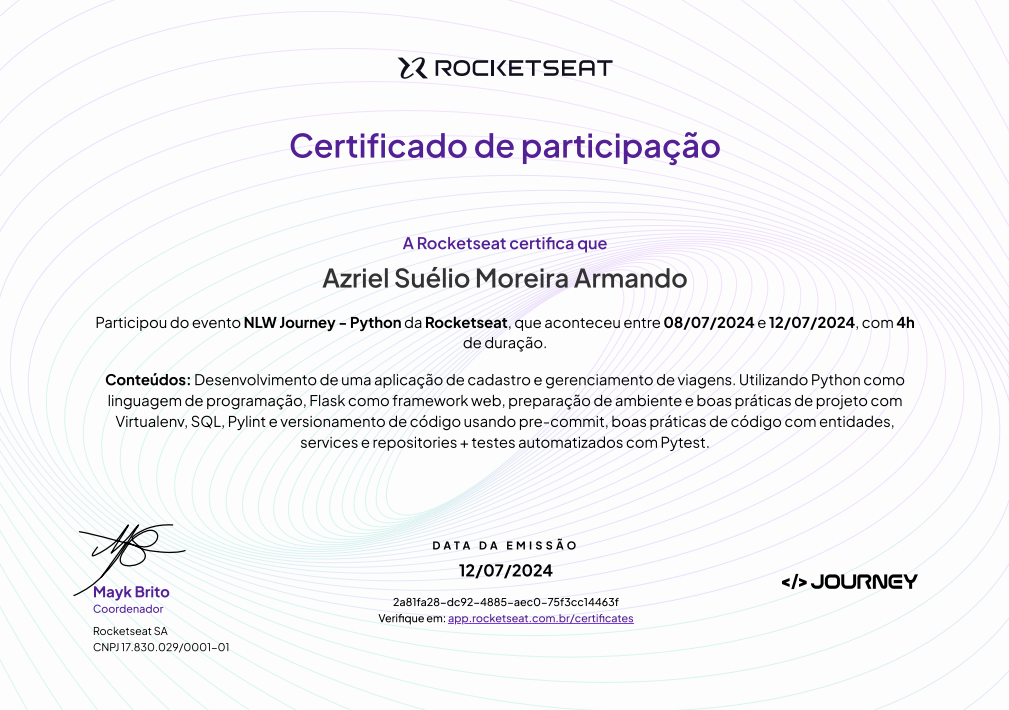 ROCKETSEAT
Certificado de participação
A Rocketseat certifica que
Azriel Suélio Moreira Armando
Participou do evento NLW Journey - Python da Rocketseat, que aconteceu entre 08/07/2024 e 12/07/2024, com 4h
de duração.
Conteúdos: Desenvolvimento de uma aplicação de cadastro e gerenciamento de viagens. Utilizando Python como
linguagem de programação, Flask como framework web, preparação de ambiente e boas práticas de projeto com
Virtualenv, SQL, Pylint e versionamento de código usando pre-commit, boas práticas de código com entidades,
services e repositories + testes automatizados com Pytest.
Mayk Brito
Coordenador
Rocketseat SA
CNPJ 17.830.029/0001-01
DATA DA EMISSÃO
12/07/2024
2a81fa28-dc92-4885-aec0-75f3cc14463f
Verifique em: app.rocketseat.com.br/certificates
</> JOURNEY